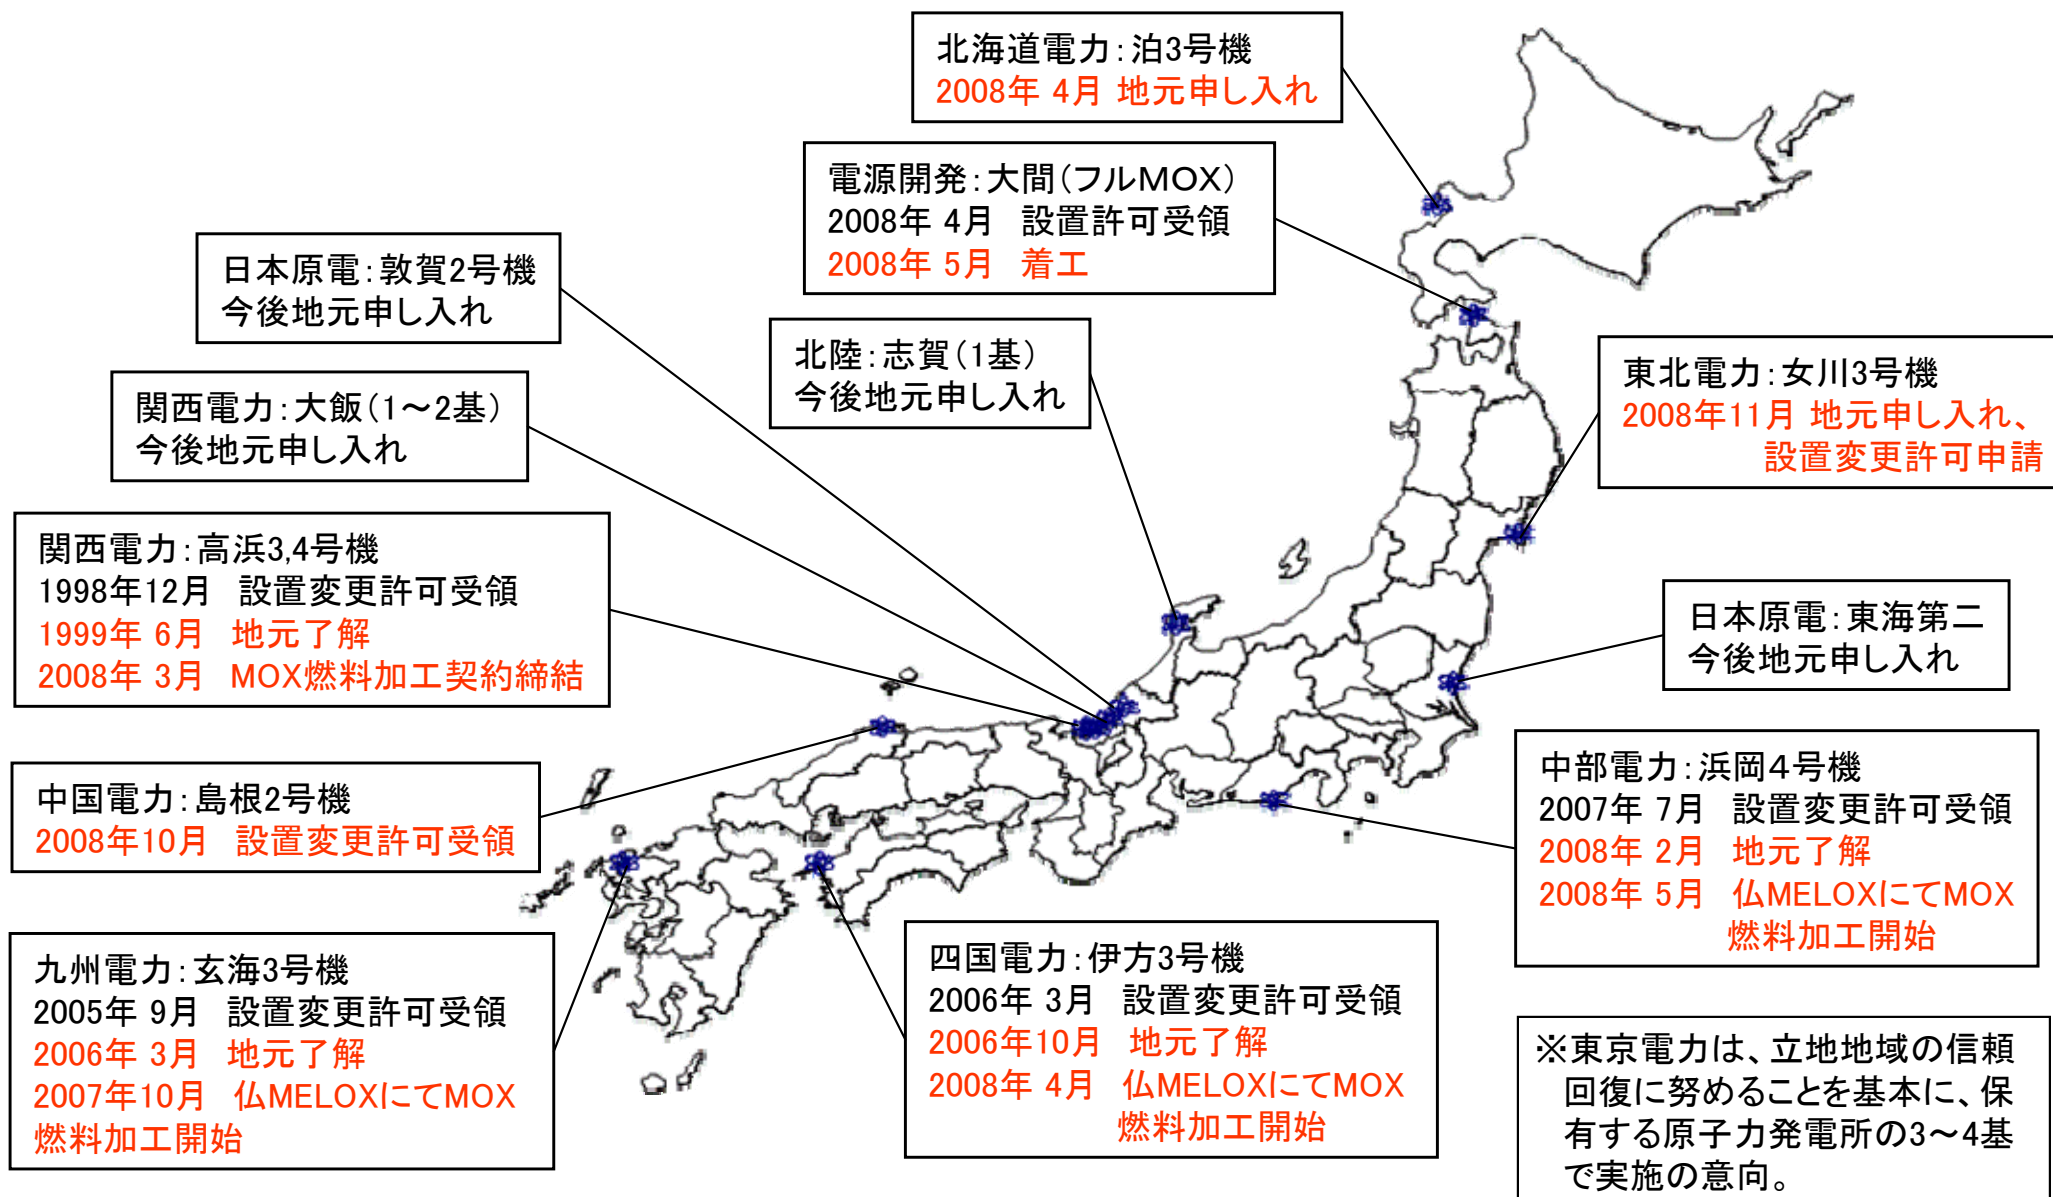 北海道電力：泊3号機
2008年 4月 地元申し入れ
電源開発：大間（フルMOX）
2008年 4月 設置許可受領
2008年 5月 着工
日本原電：敦賀2号機
今後地元申し入れ
北陸：志賀（1基）
今後地元申し入れ
東北電力：女川3号機
2008年11月 地元申し入れ、
設置変更許可申請
関西電力：大飯（1～2基）
今後地元申し入れ
関西電力：高浜3,4号機
1998年12月 設置変更許可受領
1999年 6月 地元了解
2008年 3月 MOX燃料加工契約締結
日本原電：東海第二
今後地元申し入れ
中国電力：島根2号機
2008年10月 設置変更許可受領
中部電力：浜岡４号機
2007年 7月 設置変更許可受領
2008年 2月 地元了解
2008年 5月 仏MELOXにてMOX
燃料加工開始
九州電力：玄海3号機
2005年 9月 設置変更許可受領
2006年 3月 地元了解
2007年10月 仏MELOXにてMOX
燃料加工開始
四国電力：伊方3号機
2006年 3月 設置変更許可受領
2006年10月 地元了解
2008年 4月 仏MELOXにてMOX
燃料加工開始
※東京電力は、立地地域の信頼
回復に努めることを基本に、保
有する原子力発電所の3～4基
で実施の意向。